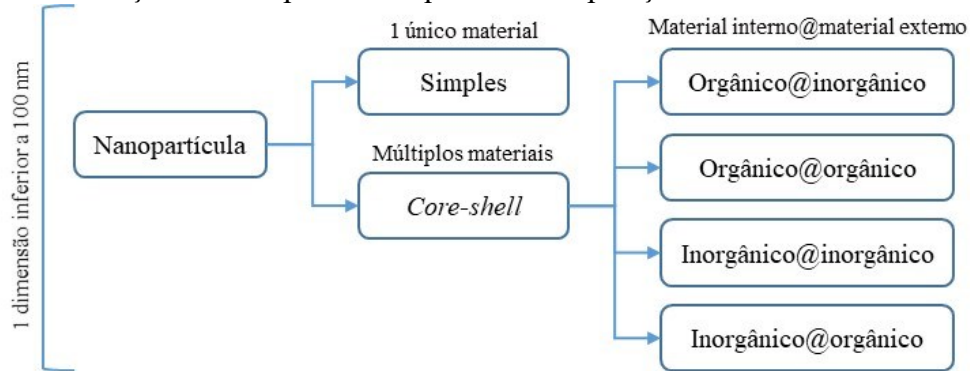 1 dimensão inferior a 100 nm
Nanopartícula
1 único material
Simples
Múltiplos materiais
Core-shell
Material interno@material externo
Orgânico@inorgânico
Orgânico@orgânico
Inorgânico@inorgânico
Inorgânico@orgânico